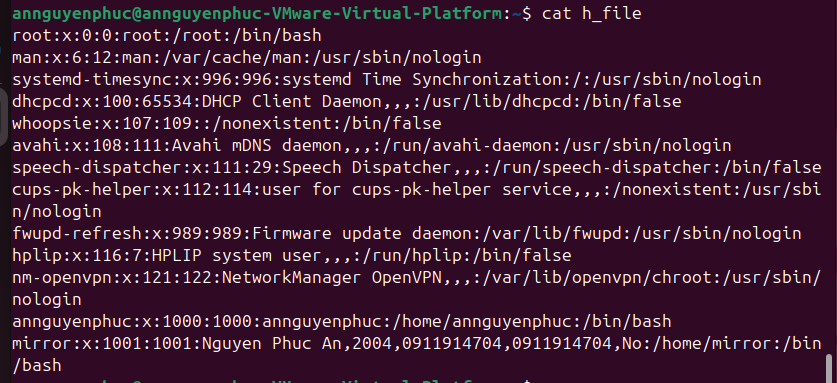 annguyenphuc@annguyenphuc-VMware-Virtual-Platform:~$ cat h_file
root:x:0:0:root:/root:/bin/bash
man:x:6:12:man:/var/cache/man:/usr/sbin/nologin
systemd-timesync:x:996:996:systemd Time Synchronization:/:/usr/sbin/nologin
dhcpcd:x:100:65534:DHCP Client Daemon,,,:/usr/lib/dhcpcd:/bin/false
whoopsie:x:107:109::/nonexistent:/bin/false
avahi:x:108:111:Avahi mDNS daemon,,,:/run/avahi-daemon:/usr/sbin/nologin
speech-dispatcher:x:111:29:Speech Dispatcher,,,:/run/speech-dispatcher:/bin/false
cups-pk-helper:x:112:114:user for cups-pk-helper service,,,:/nonexistent:/usr/sbi
n/nologin
fwupd-refresh:x:989:989:Firmware update daemon:/var/lib/fwupd:/usr/sbin/nologin
hplip:x:116:7:HPLIP system user,,,:/run/hplip:/bin/false
nm-openvpn:x:121:122:NetworkManager OpenVPN,,,:/var/lib/openvpn/chroot:/usr/sbin/
nologin
annguyenphuc:x:1000:1000:annguyenphuc:/home/annguyenphuc:/bin/bash
mirror:x:1001:1001:Nguyen Phuc An,2004,0911914704,0911914704,No:/home/mirror:/bin
/bash